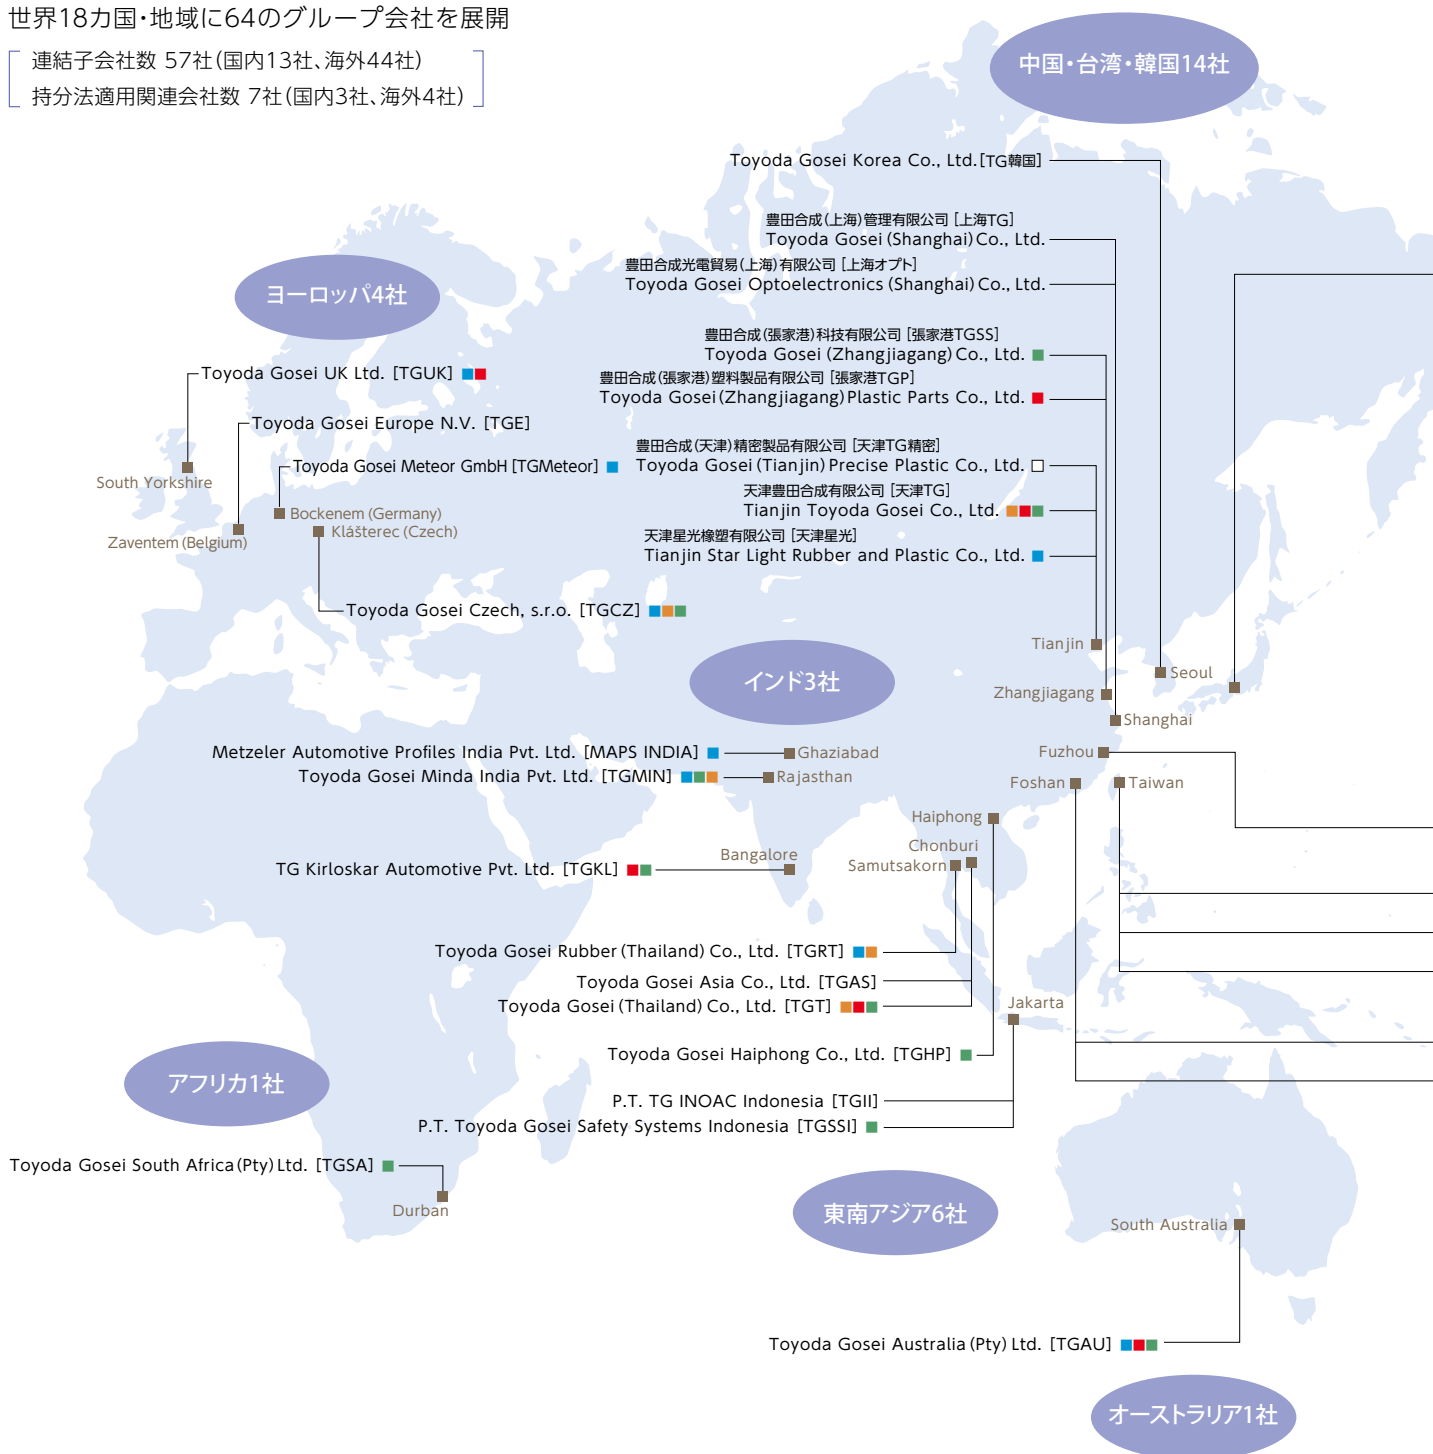 世界18カ国・地域に64のグループ会社を展開
連結子会社数 57社(国内13社、海外44社)
持分法適用関連会社数 7社(国内3社、海外4社)
中国・台湾・韓国14社
Toyoda Gosei Korea Co., Ltd.[TG韓国]
豊田合成(上海)管理有限公司 [上海TG]
Toyoda Gosei (Shanghai) Co., Ltd.
豊田合成光電貿易(上海)有限公司 [上海オプト]
Toyoda Gosei Optoelectronics (Shanghai) Co., Ltd.
豊田合成(張家港)科技有限公司 [張家港TGSS]
Toyoda Gosei (Zhangjiagang) Co., Ltd.
豊田合成(張家港)塑料製品有限公司 [張家港TGP]
Toyoda Gosei (Zhangjiagang) Plastic Parts Co., Ltd.
豊田合成(天津)精密製品有限公司 [天津TG精密]
Toyoda Gosei (Tianjin) Precise Plastic Co., Ltd.
天津豊田合成有限公司 [天津TG]
Tianjin Toyoda Gosei Co., Ltd.
天津星光橡塑有限公司 [天津星光]
Tianjin Star Light Rubber and Plastic Co., Ltd.
ヨーロッパ4社
Toyoda Gosei UK Ltd. [TGUK]
Toyoda Gosei Europe N.V. [TGE]
Toyoda Gosei Meteor GmbH [TGMeteor]
South Yorkshire
Bockenem (Germany)
Klášterec (Czech)
Zaventem (Belgium)
Toyoda Gosei Czech, s.r.o. [TGCZ]
Tianjin
Seoul
Zhangjiagang
Shanghai
Fuzhou
Foshan
Taiwan
インド3社
Metzeler Automotive Profiles India Pvt. Ltd. [MAPS INDIA]
Ghaziabad
Toyoda Gosei Minda India Pvt. Ltd. [TGMIN]
Rajasthan
Bangalore
TG Kirloskar Automotive Pvt. Ltd. [TGKL]
Haiphong
Chonburi
Samutsakorn
Toyoda Gosei Rubber (Thailand) Co., Ltd. [TGRT]
Toyoda Gosei Asia Co., Ltd. [TGAS]
Toyoda Gosei (Thailand) Co., Ltd. [TGT]
Jakarta
Toyoda Gosei Haiphong Co., Ltd. [TGHP]
P.T. TG INOAC Indonesia [TGII]
P.T. Toyoda Gosei Safety Systems Indonesia [TGSSI]
アフリカ1社
Toyoda Gosei South Africa (Pty) Ltd. [TGSA]
Durban
東南アジア6社
South Australia
Toyoda Gosei Australia (Pty) Ltd. [TGAU]
オーストラリア1社